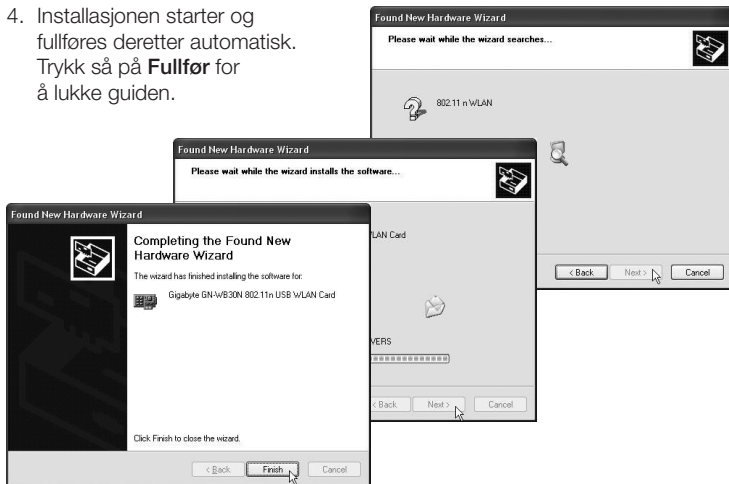 4. Installasjonen starter og
fullføres deretter automatisk.
Trykk så på Fullfør for
å lukke guiden.
Found New Hardware Wizard
Please wait while the wizard searches...
802.11 n WLAN
< Back Next > Cancel
Found New Hardware Wizard
Please wait while the wizard installs the software...
WLAN Card
VERS
< Back Next > Cancel
Found New Hardware Wizard
Completing the Found New
Hardware Wizard
The wizard has finished installing the software for:
Gigabyte GN-WB30N 802.11n USB WLAN Card
Click Finish to close the wizard.
< Back Finish Cancel